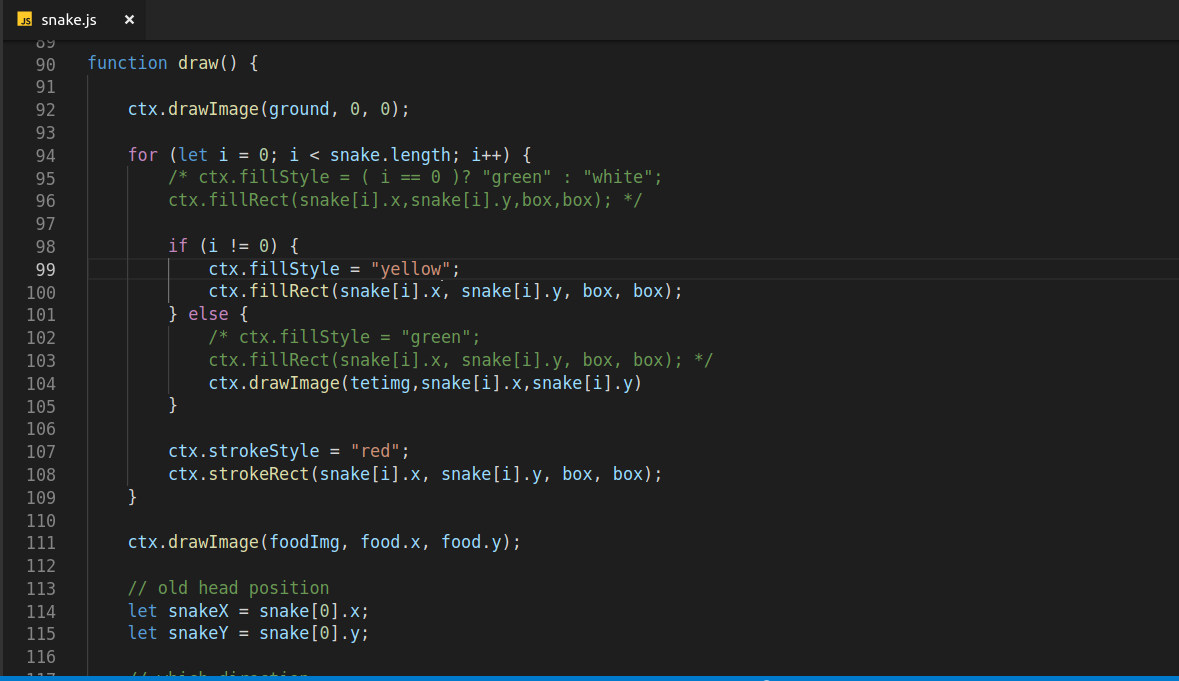 JS snake.js ×
89
90 function draw() {
91
92     ctx.drawImage(ground, 0, 0);
93
94     for (let i = 0; i < snake.length; i++) {
95         /* ctx.fillStyle = ( i == 0 )? "green" : "white";
96         ctx.fillRect(snake[i].x,snake[i].y,box,box); */
97
98         if (i != 0) {
99             ctx.fillStyle = "yellow";
100             ctx.fillRect(snake[i].x, snake[i].y, box, box);
101         } else {
102             /* ctx.fillStyle = "green";
103             ctx.fillRect(snake[i].x, snake[i].y, box, box); */
104             ctx.drawImage(tetimg,snake[i].x,snake[i].y)
105         }
106
107         ctx.strokeStyle = "red";
108         ctx.strokeRect(snake[i].x, snake[i].y, box, box);
109     }
110
111     ctx.drawImage(foodImg, food.x, food.y);
112
113     // old head position
114     let snakeX = snake[0].x;
115     let snakeY = snake[0].y;
116
117     // which direction